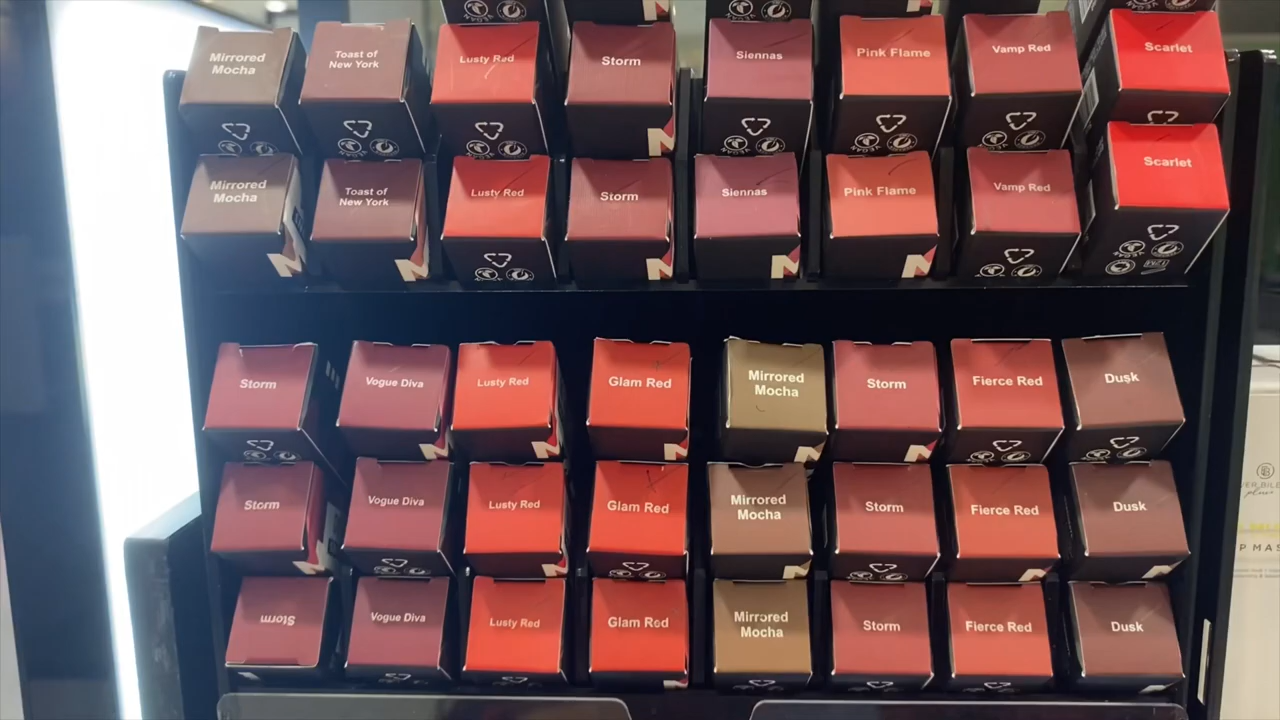 Mirrored
Mocha
Toast of
New York
Lusty Red
Storm
Siennas
Pink Flame
Vamp Red
Scarlet
VEGAN
Mirrored
Mocha
Toast of
New York
Lusty Red
Storm
Siennas
Pink Flame
Vamp Red
Scarlet
Storm
Vogue Diva
Lusty Red
Glam Red
Mirrored
Mocha
Storm
Fierce Red
Dusk
Storm
Vogue Diva
Lusty Red
Glam Red
Mirrored
Mocha
Storm
Fierce Red
Dusk
Storm
Vogue Diva
Lusty Red
Glam Red
Mirrored
Mocha
Storm
Fierce Red
Dusk